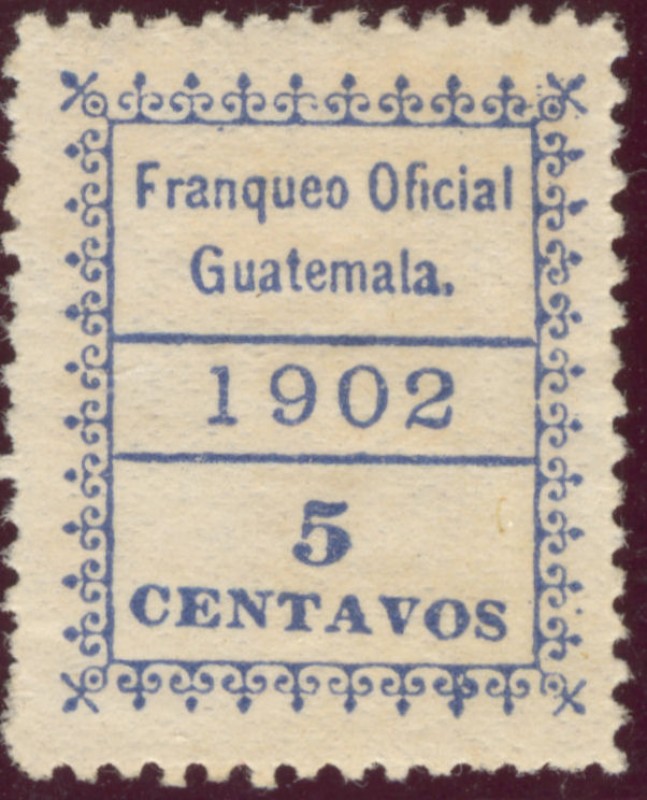 Franqueo Oficial
Guatemala.
1902
5
CENTAVOS